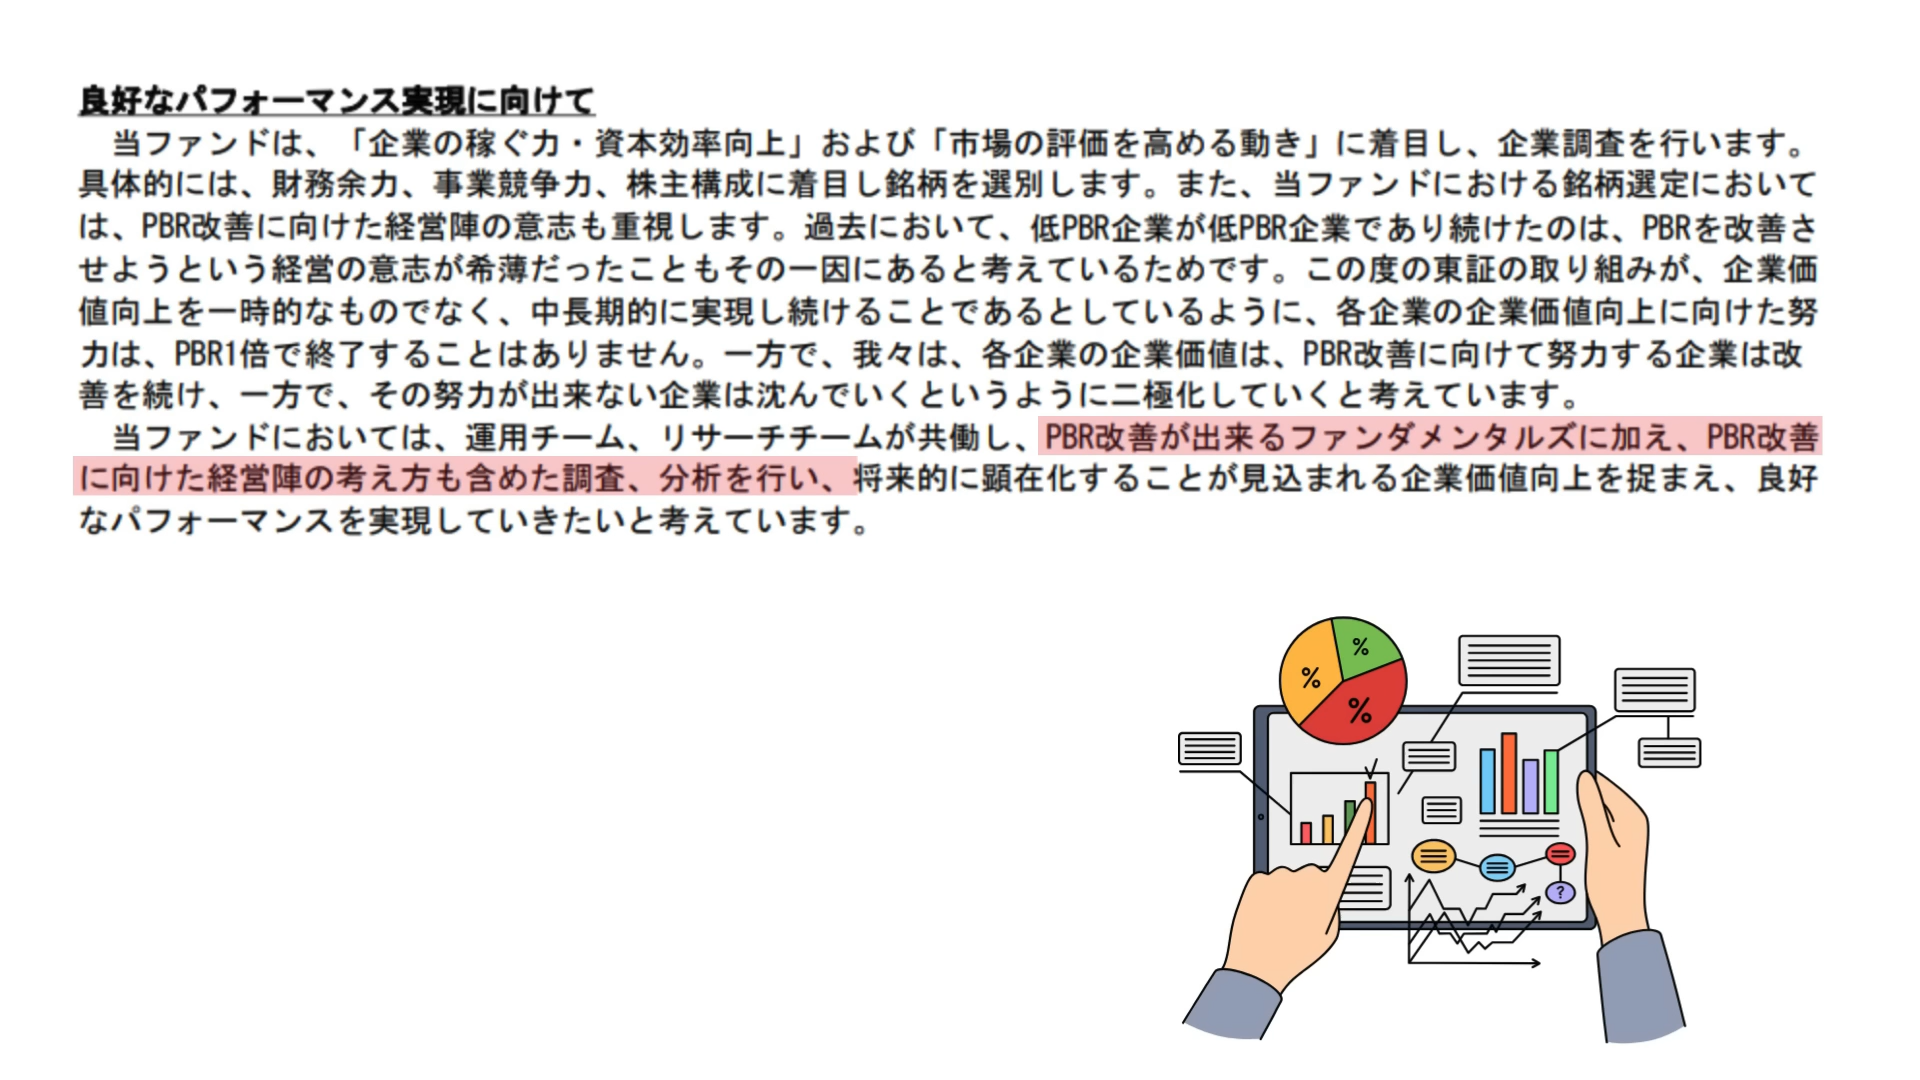 良好なパフォーマンス実現に向けて
当ファンドは、「企業の稼ぐ力・資本効率向上」および「市場の評価を高める動き」に着目し、企業調査を行います。
具体的には、財務余力、事業競争力、株主構成に着目し銘柄を選別します。また、当ファンドにおける銘柄選定において
は、PBR改善に向けた経営陣の意志も重視します。過去において、低PBR企業が低PBR企業であり続けたのは、PBRを改善さ
せようという経営の意志が希薄だったこともその一因にあると考えているためです。この度の東証の取り組みが、企業価
値向上を一時的なものでなく、中長期的に実現し続けることであるとしているように、各企業の企業価値向上に向けた努
力は、PBR1倍で終了することはありません。一方で、我々は、各企業の企業価値は、PBR改善に向けて努力する企業は改
善を続け、一方で、その努力が出来ない企業は沈んでいくというように二極化していくと考えています。
当ファンドにおいては、運用チーム、リサーチチームが共働し、PBR改善が出来るファンダメンタルズに加え、PBR改善
に向けた経営陣の考え方も含めた調査、分析を行い、将来的に顕在化することが見込まれる企業価値向上を捉まえ、良好
なパフォーマンスを実現していきたいと考えています。
%
%
%
?